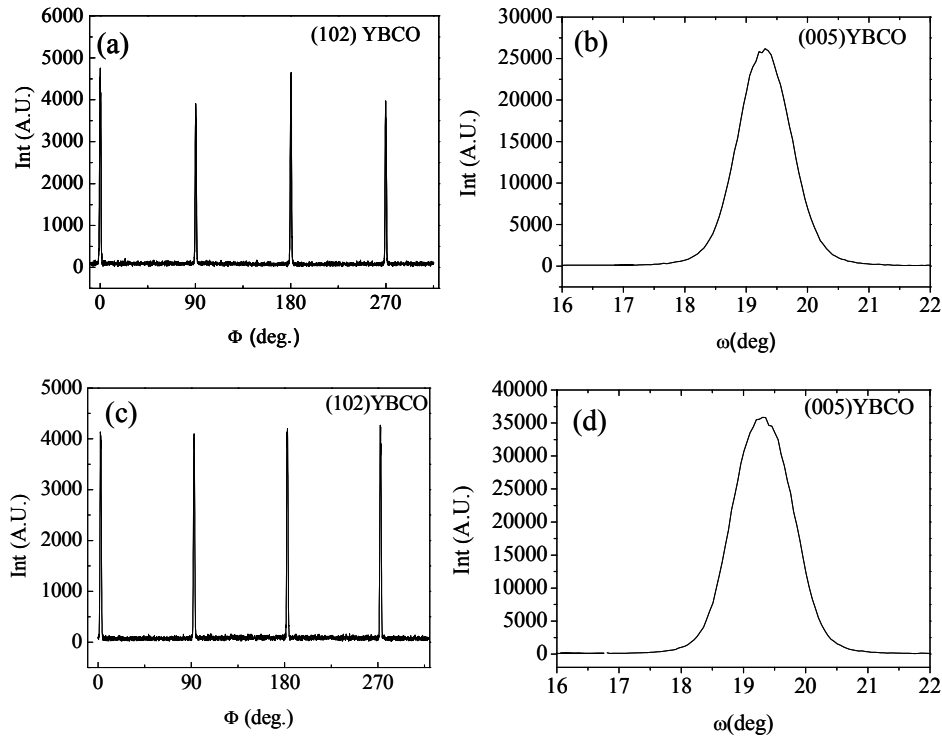 (a)
(102) YBCO
Int (A.U.)
6000
5000
4000
3000
2000
1000
0
0 90 180 270
Φ (deg.)
(b)
(005)YBCO
Int (A.U.)
30000
25000
20000
15000
10000
5000
0
16 17 18 19 20 21 22
ω(deg)
(c)
(102)YBCO
Int (A.U.)
5000
4000
3000
2000
1000
0
0 90 180 270
Φ (deg.)
(d)
(005)YBCO
Int (A.U.)
40000
35000
30000
25000
20000
15000
10000
5000
0
16 17 18 19 20 21 22
ω(deg)